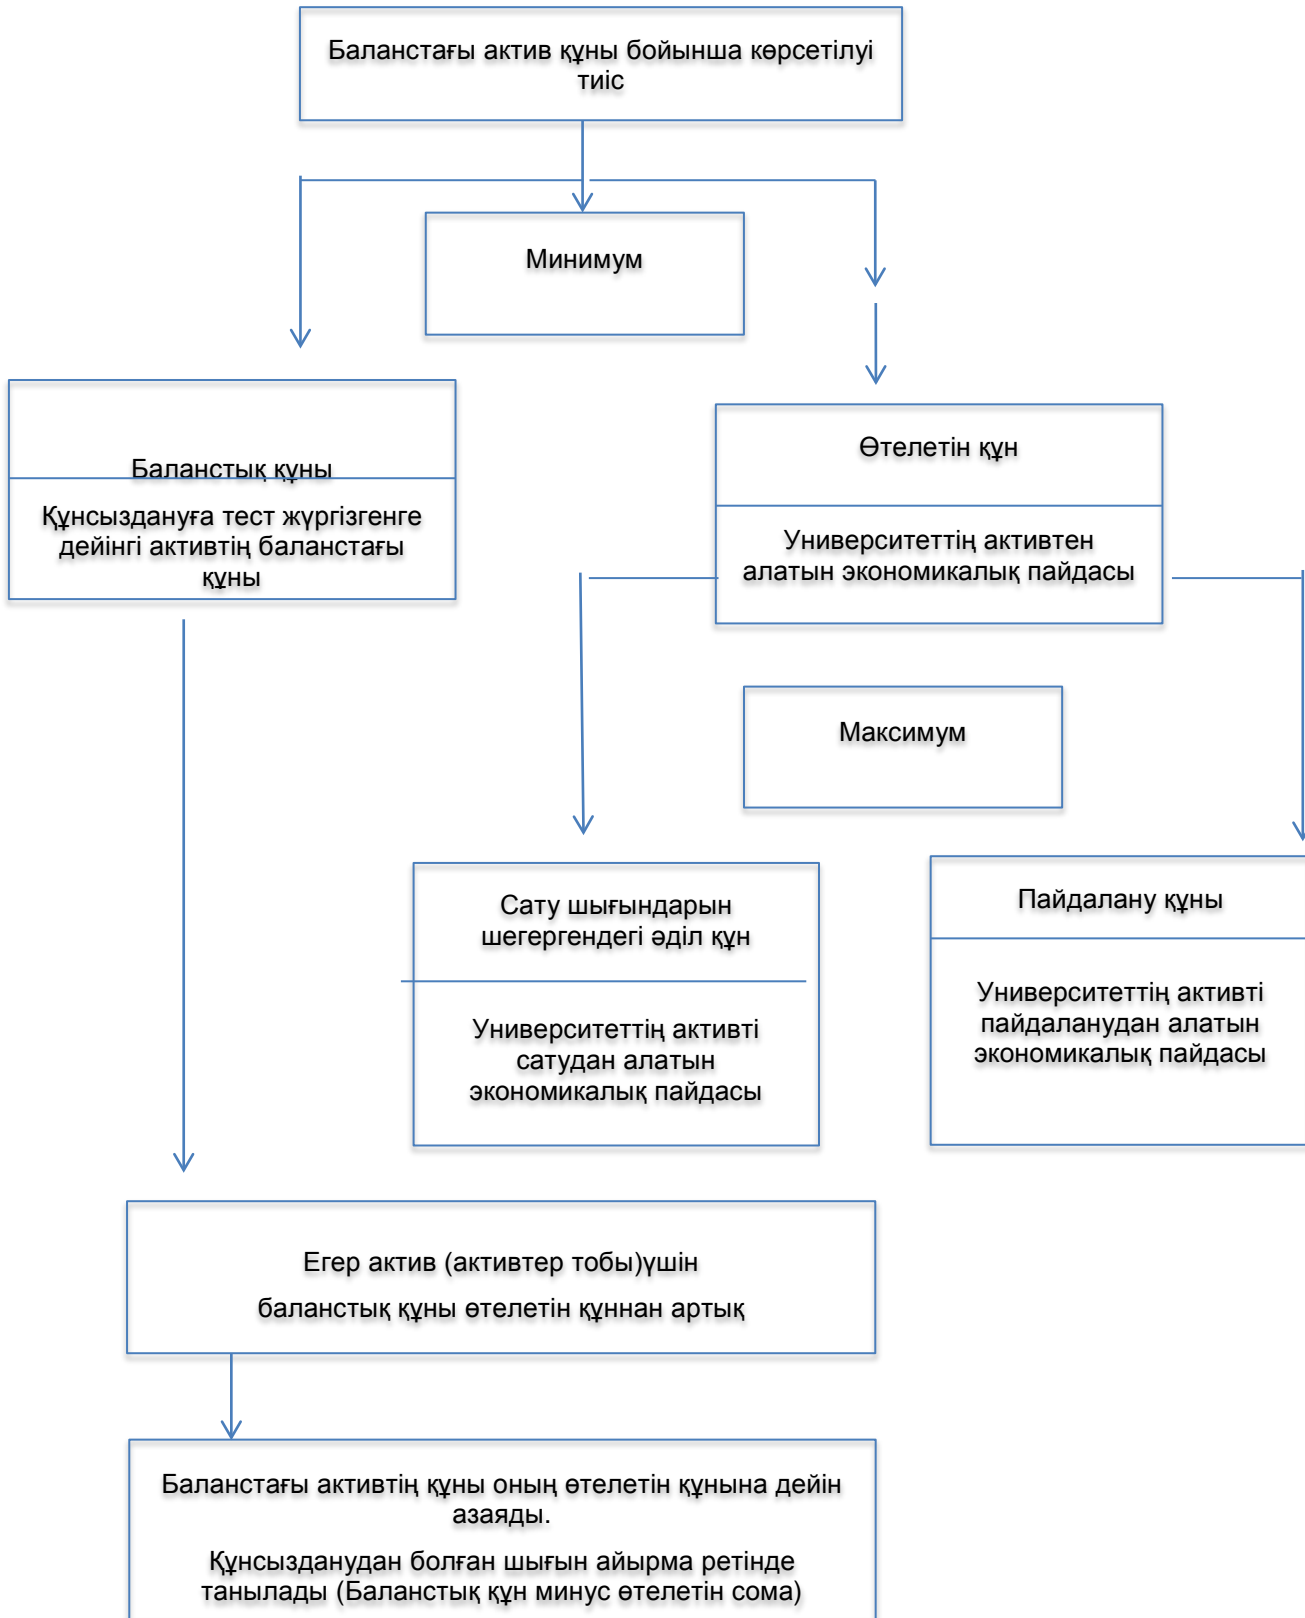 Баланстағы актив құны бойынша көрсетілуі
тиіс
Минимум
Баланстық құны
Құнсыздануға тест жүргізгенге
дейінгі активтің баланстағы
құны
Өтелетін құн
Университеттің активтен
алатын экономикалық пайдасы
Максимум
Сату шығындарын
шегергендегі әділ құн
Университеттің активті
сатудан алатын
экономикалық пайдасы
Пайдалану құны
Университеттің активті
пайдаланудан алатын
экономикалық пайдасы
Егер актив (активтер тобы)үшін
баланстық құны өтелетін құннан артық
Баланстағы активтің құны оның өтелетін құнына дейін
азаяды.
Құнсызданудан болған шығын айырма ретінде
танылады (Баланстық құн минус өтелетін сома)